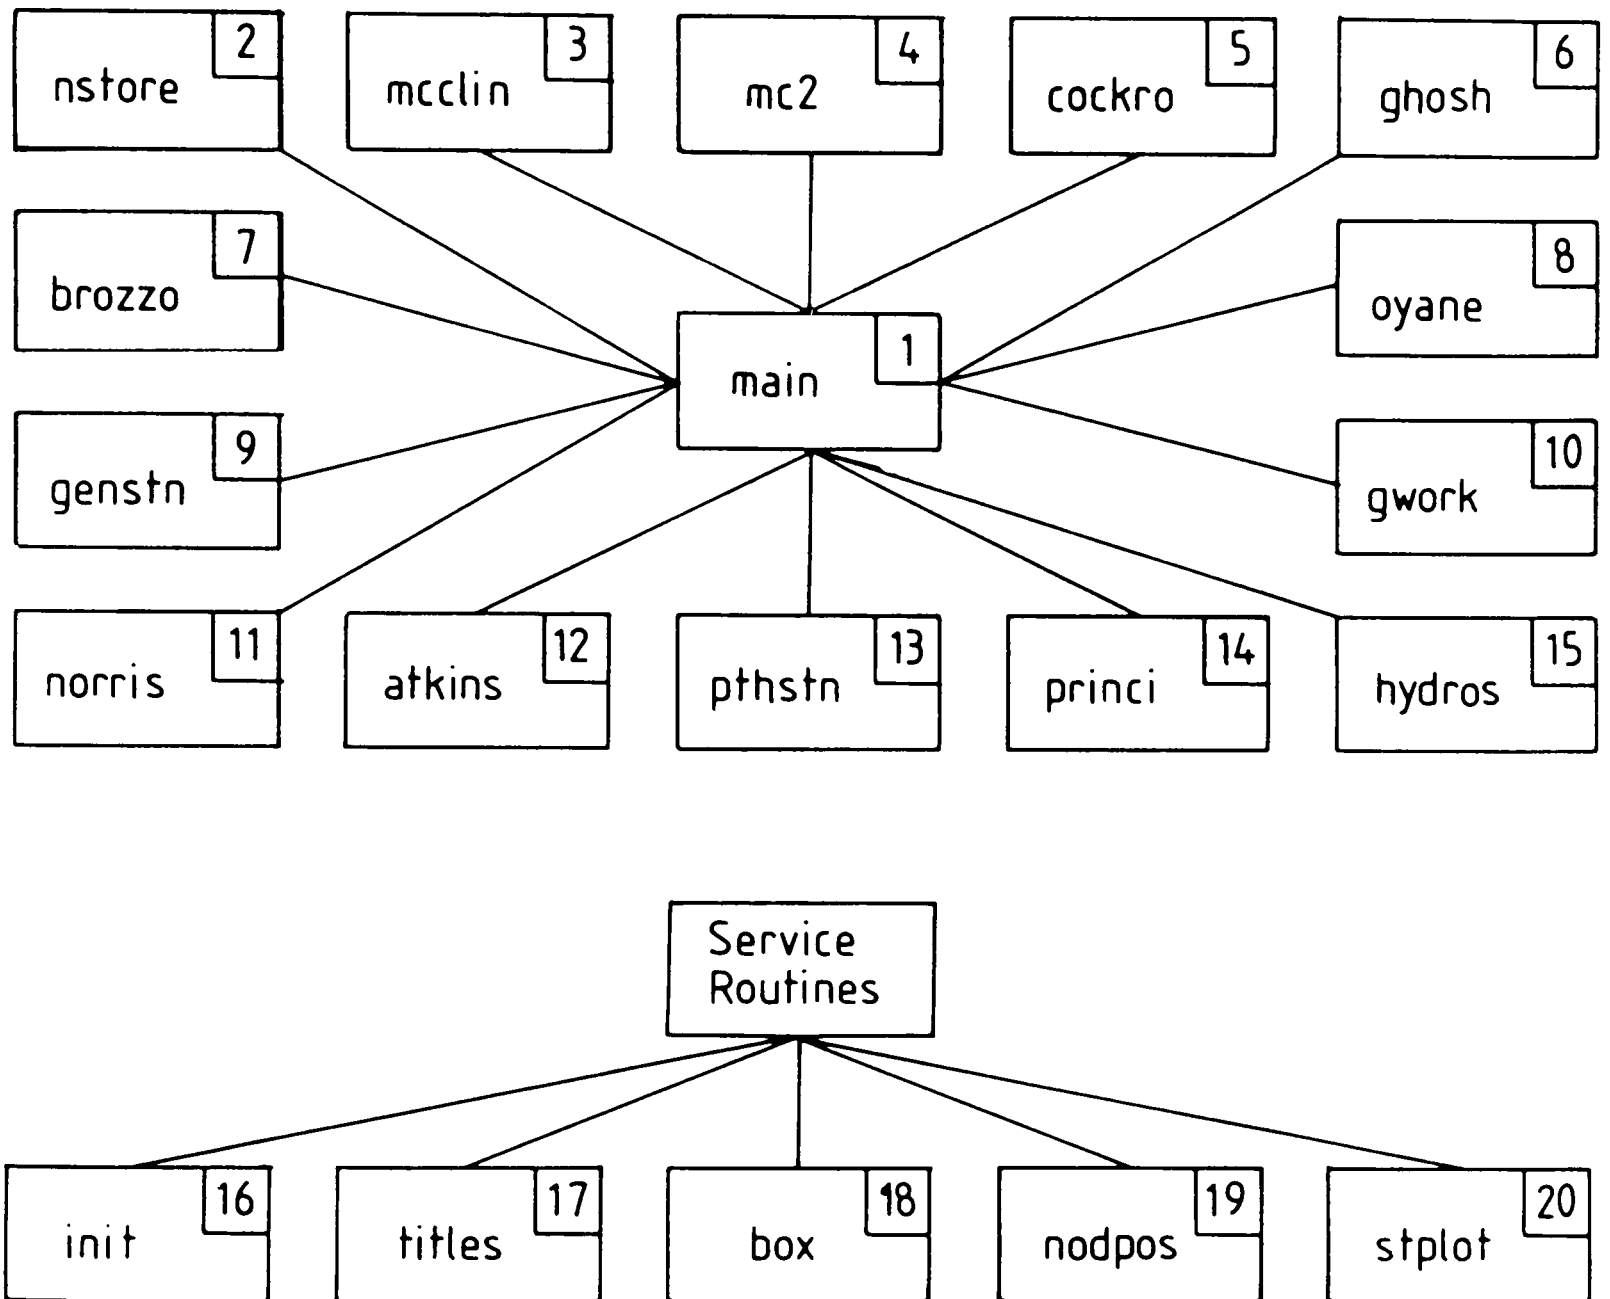 2
nstore
3
mcclin
4
mc2
5
cockro
6
ghosh
7
brozzo
8
oyane
1
main
9
genstn
10
gwork
11
norris
12
atkins
13
pthstn
14
princi
15
hydros
Service
Routines
16
init
17
titles
18
box
19
nodpos
20
stplot